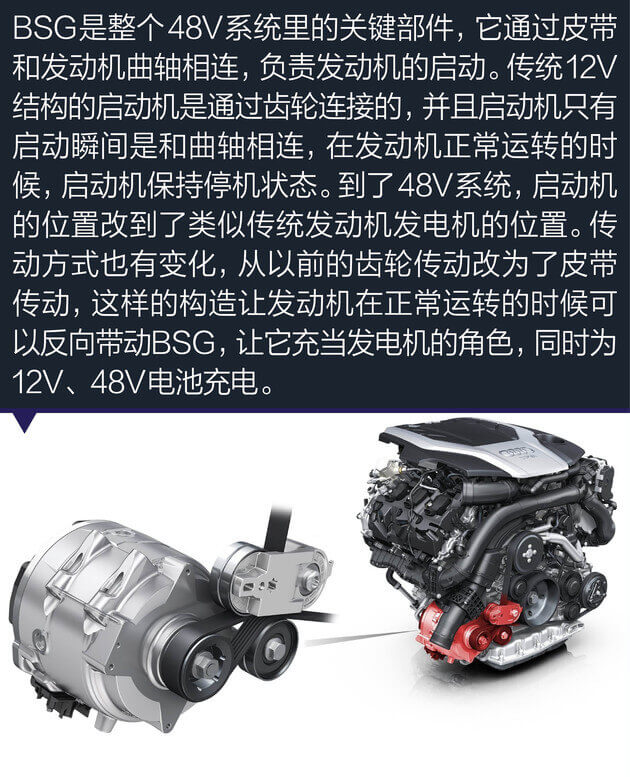 BSG是整个48V系统里的关键部件，它通过皮带
和发动机曲轴相连，负责发动机的启动。传统12V
结构的启动机是通过齿轮连接的，并且启动机只有
启动瞬间是和曲轴相连，在发动机正常运转的时
候，启动机保持停机状态。到了48V系统，启动机
的位置改到了类似传统发动机发电机的位置。传
动方式也有变化，从以前的齿轮传动改为了皮带
传动，这样的构造让发动机在正常运转的时候可
以反向带动BSG，让它充当发电机的角色，同时为
12V、48V电池充电。